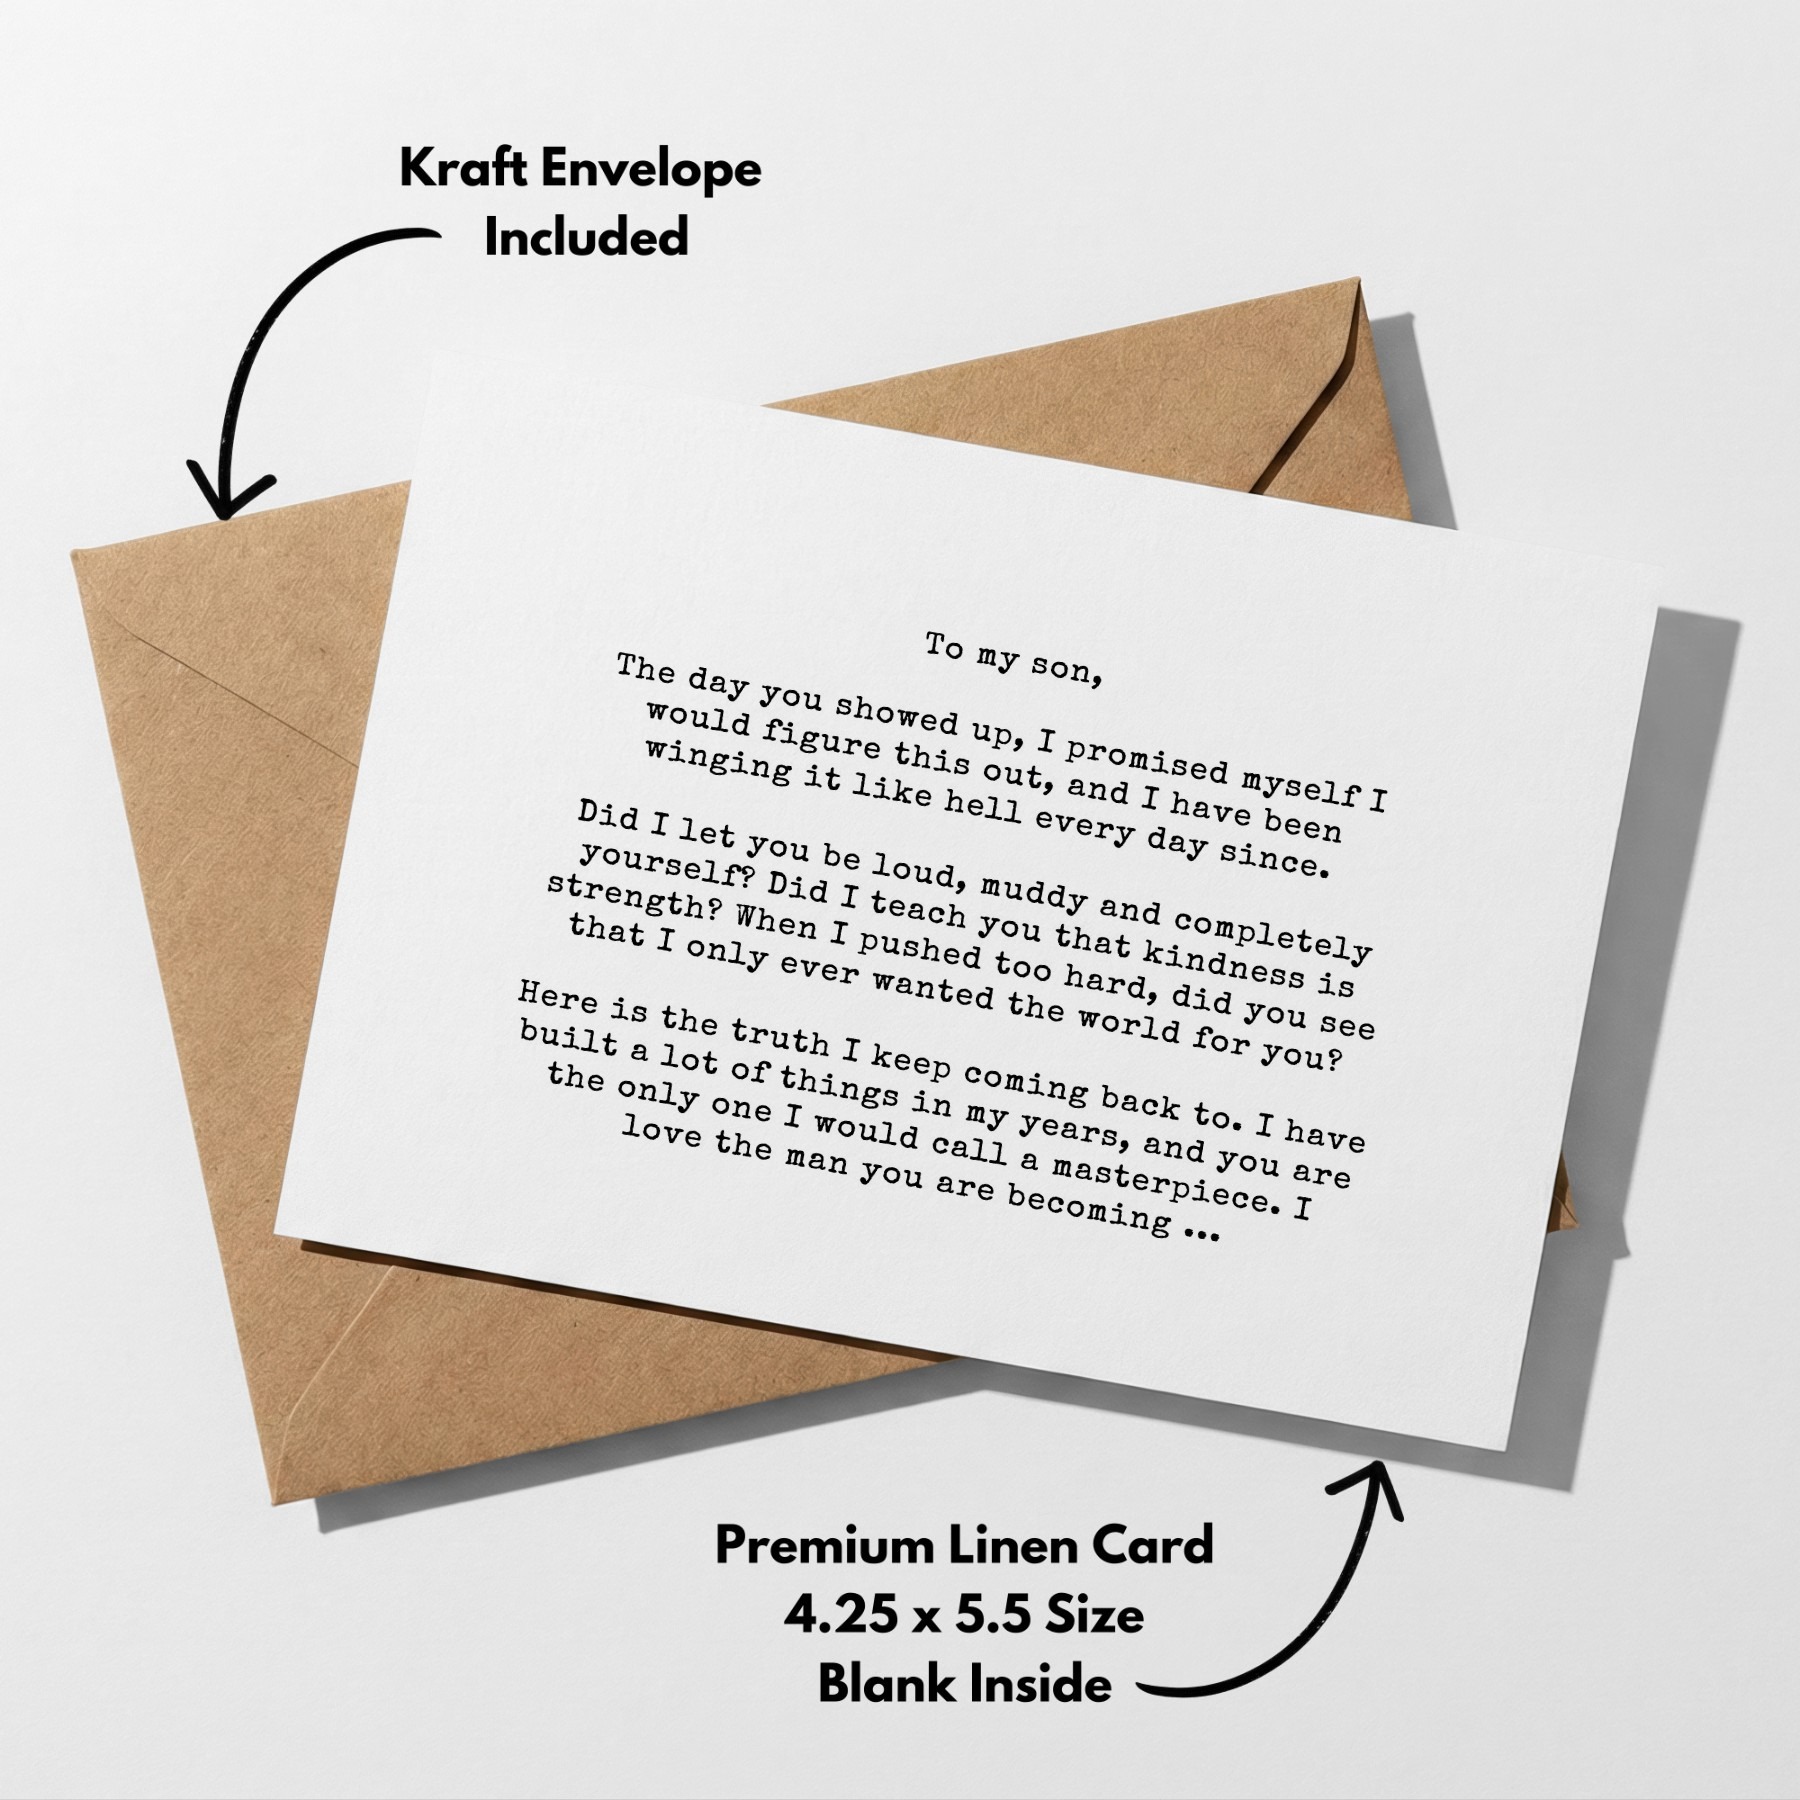 Kraft Envelope
Included
To my son,
The day you showed up, I promised myself I
would figure this out, and I have been
winging it like hell every day since.
Did I let you be loud, muddy and completely
yourself? Did I teach you that kindness is
strength? When I pushed too hard, did you see
that I only ever wanted the world for you?
Here is the truth I keep coming back to. I have
built a lot of things in my years, and you are
the only one I would call a masterpiece. I
love the man you are becoming ...
Premium Linen Card
4.25 x 5.5 Size
Blank Inside